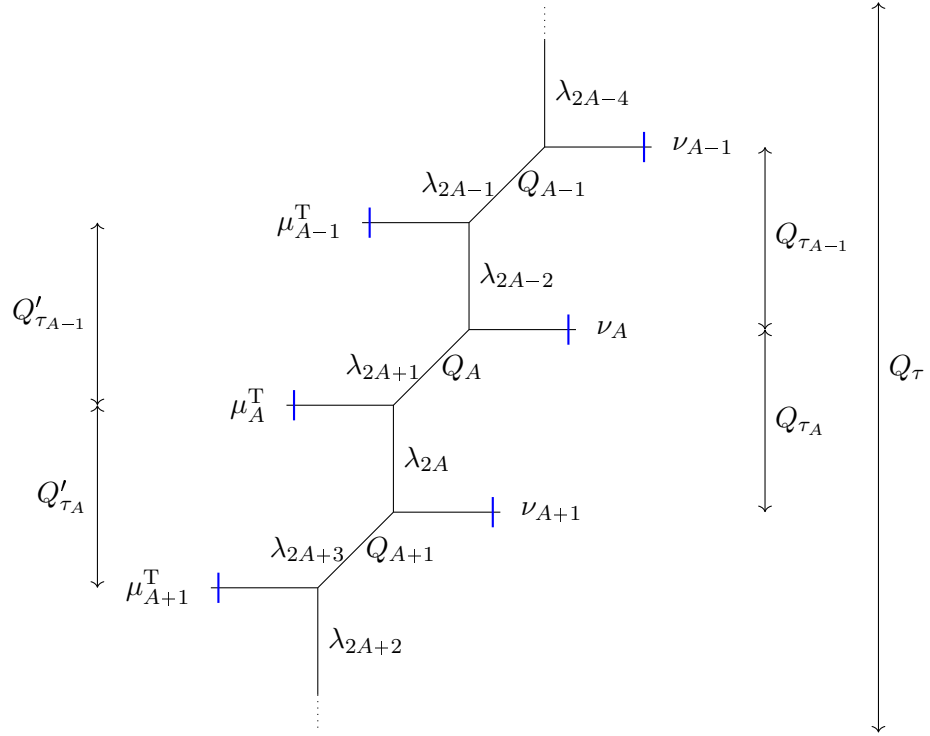 λ_{2A−4}
ν_{A−1}
λ_{2A−1} Q_{A−1}
μ^T_{A−1}
Q_{τ_{A−1}}
λ_{2A−2}
Q′_{τ_{A−1}}
ν_A
λ_{2A+1} Q_A
Q_τ
μ^T_A
Q_{τ_A}
λ_{2A}
Q′_{τ_A}
ν_{A+1}
λ_{2A+3} Q_{A+1}
μ^T_{A+1}
λ_{2A+2}